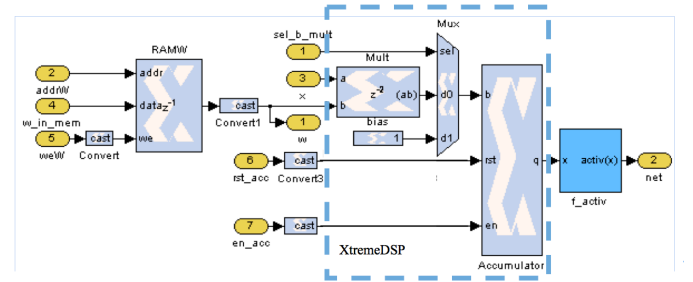 sel_b_mult
Mux
RAMW
1
sel
Mult
2
addr
addrW
3
a
z-2
(ab)
d0
b
x
b
4
data
z-1
cast
w_in_mem
Convert1
1
w
bias
1
d1
5
cast
we
weW
Convert
6
cast
rst
q
x
activ(x)
2
rst_acc
Convert3
net
f_activ
7
cast
en
en_acc
XtremeDSP
Accumulator